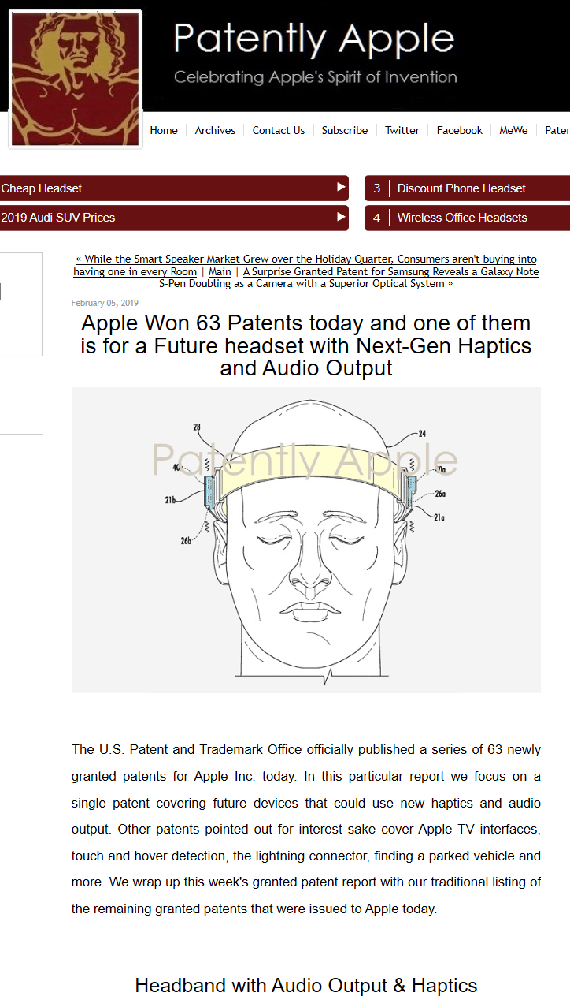 Patently Apple
Celebrating Apple's Spirit of Invention
Home
Archives
Contact Us
Subscribe
Twitter
Facebook
MeWe
Cheap Headset
3 Discount Phone Headset
2019 Audi SUV Prices
4 Wireless Office Headsets
« While the Smart Speaker Market Grew over the Holiday Quarter, Consumers aren't buying into
having one in every Room | Main | A Surprise Granted Patent for Samsung Reveals a Galaxy Note
S-Pen Doubling as a Camera with a Superior Optical System »
February 05, 2019
Apple Won 63 Patents today and one of them
is for a Future headset with Next-Gen Haptics
and Audio Output
28
24
Patently Apple
21b
26a
21a
26b
The U.S. Patent and Trademark Office officially published a series of 63 newly
granted patents for Apple Inc. today. In this particular report we focus on a
single patent covering future devices that could use new haptics and audio
output. Other patents pointed out for interest sake cover Apple TV interfaces,
touch and hover detection, the lightning connector, finding a parked vehicle and
more. We wrap up this week's granted patent report with our traditional listing of
the remaining granted patents that were issued to Apple today.
Headband with Audio Output & Haptics